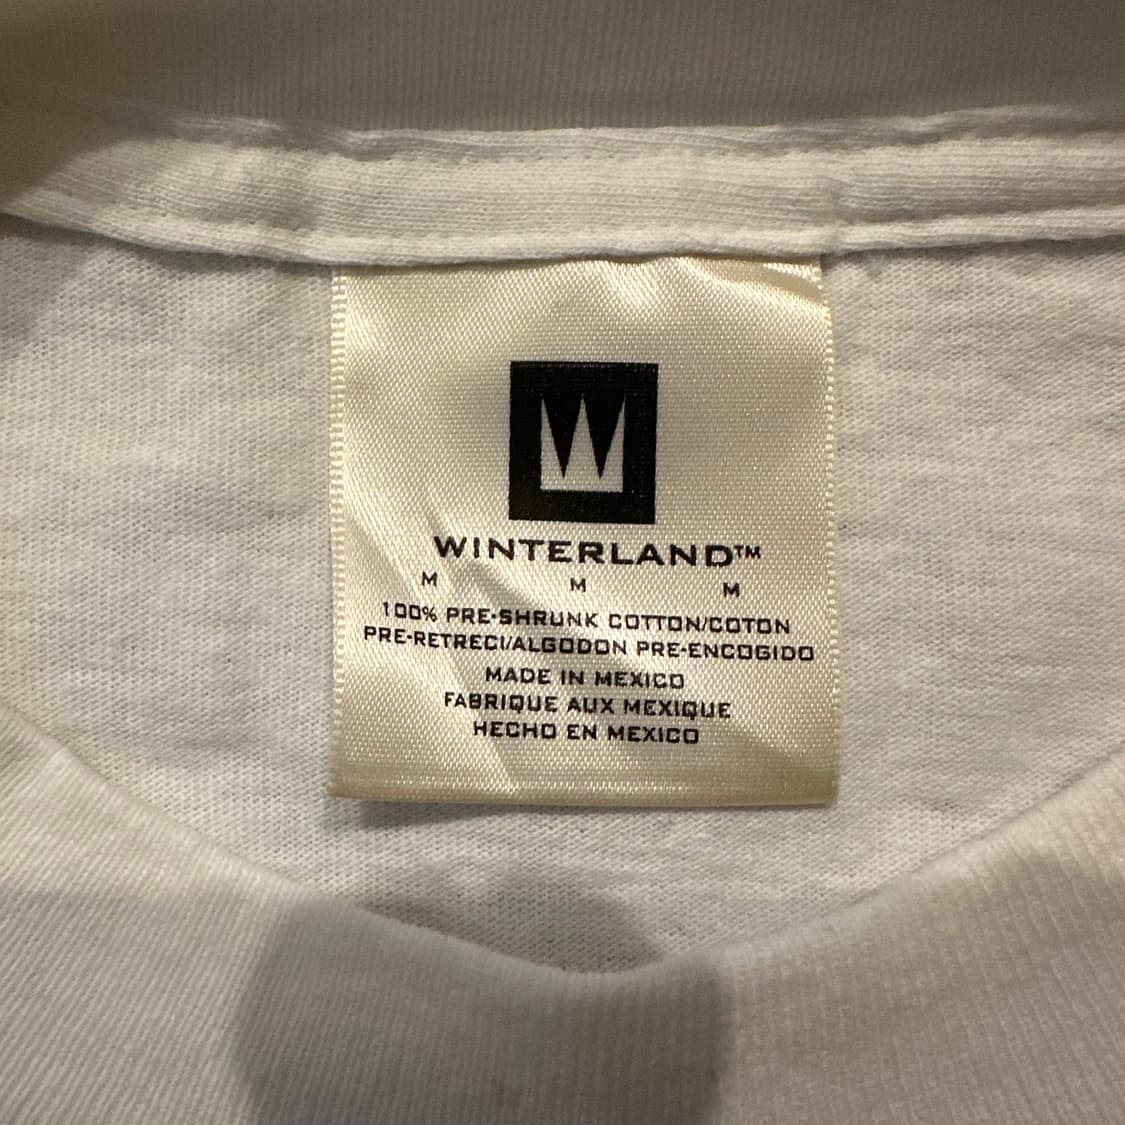 W
WINTERLAND™
M M M
100% PRE-SHRUNK COTTON/COTON
PRE-RETRECI/ALGODON PRE-ENCOGIDO
MADE IN MEXICO
FABRIQUE AUX MEXIQUE
HECHO EN MEXICO